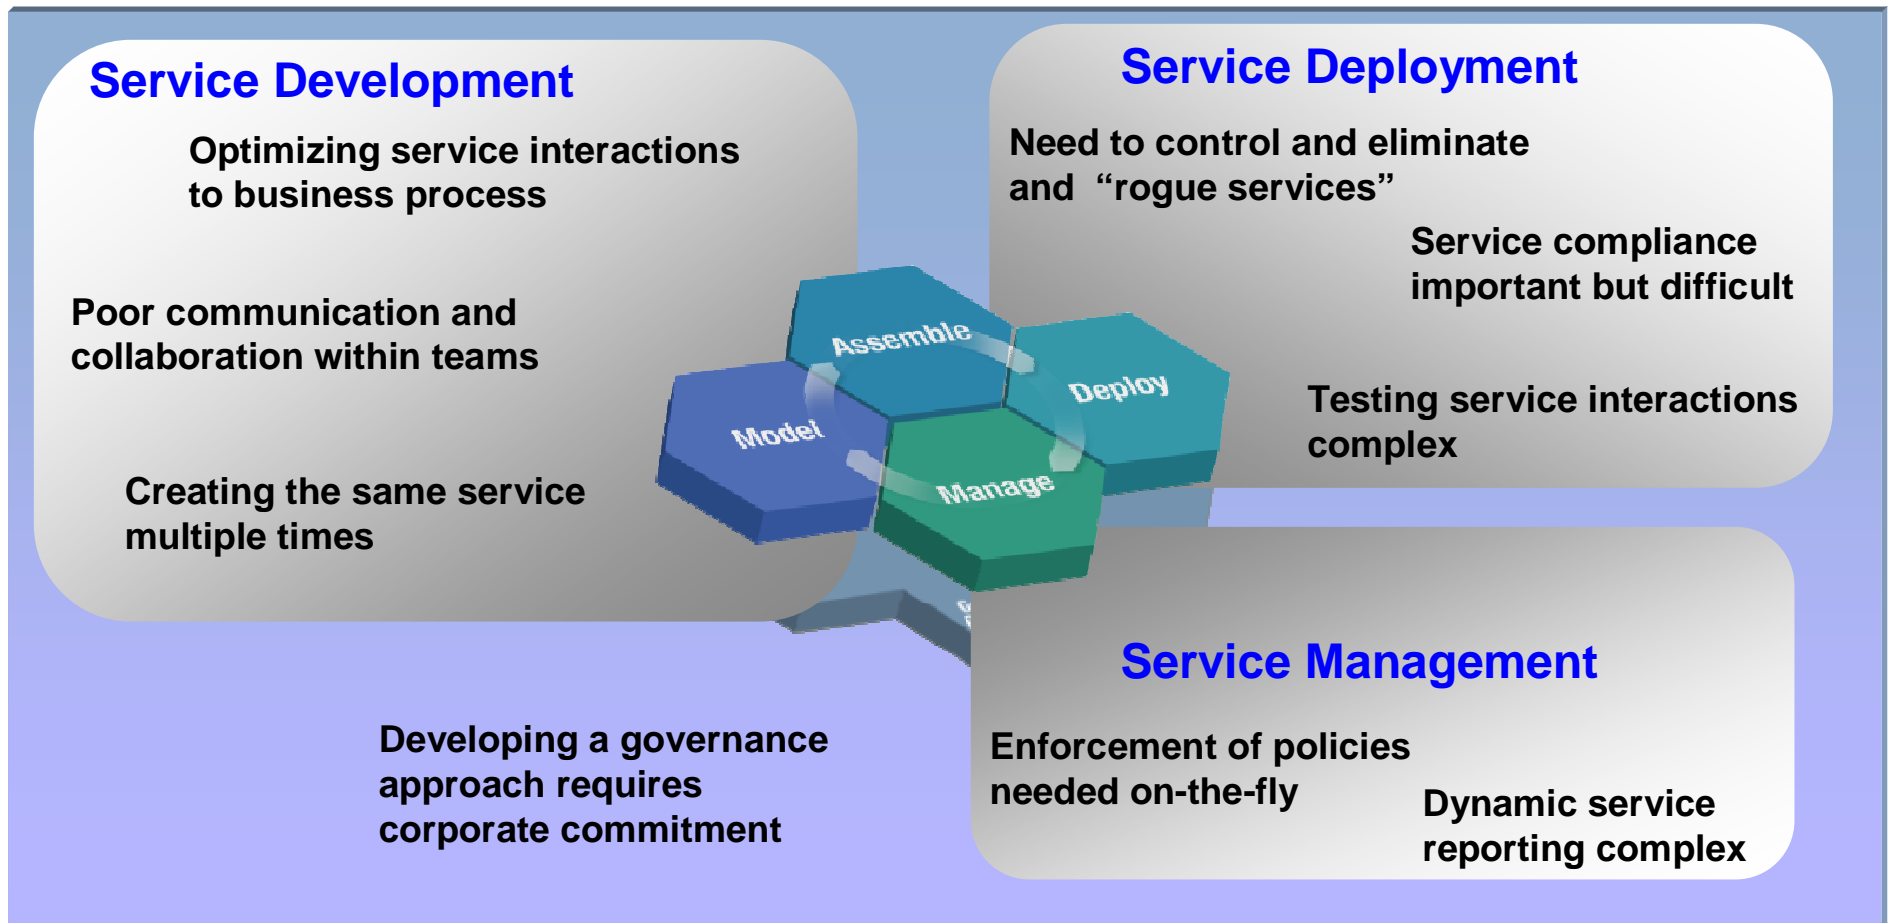 Service Development
Optimizing service interactions
to business process
Poor communication and
collaboration within teams
Creating the same service
multiple times
Service Deployment
Need to control and eliminate
and “rogue services”
Service compliance
important but difficult
Testing service interactions
complex
Assemble
Deploy
Model
Manage
Service Management
Enforcement of policies
needed on-the-fly
Dynamic service
reporting complex
Developing a governance
approach requires
corporate commitment